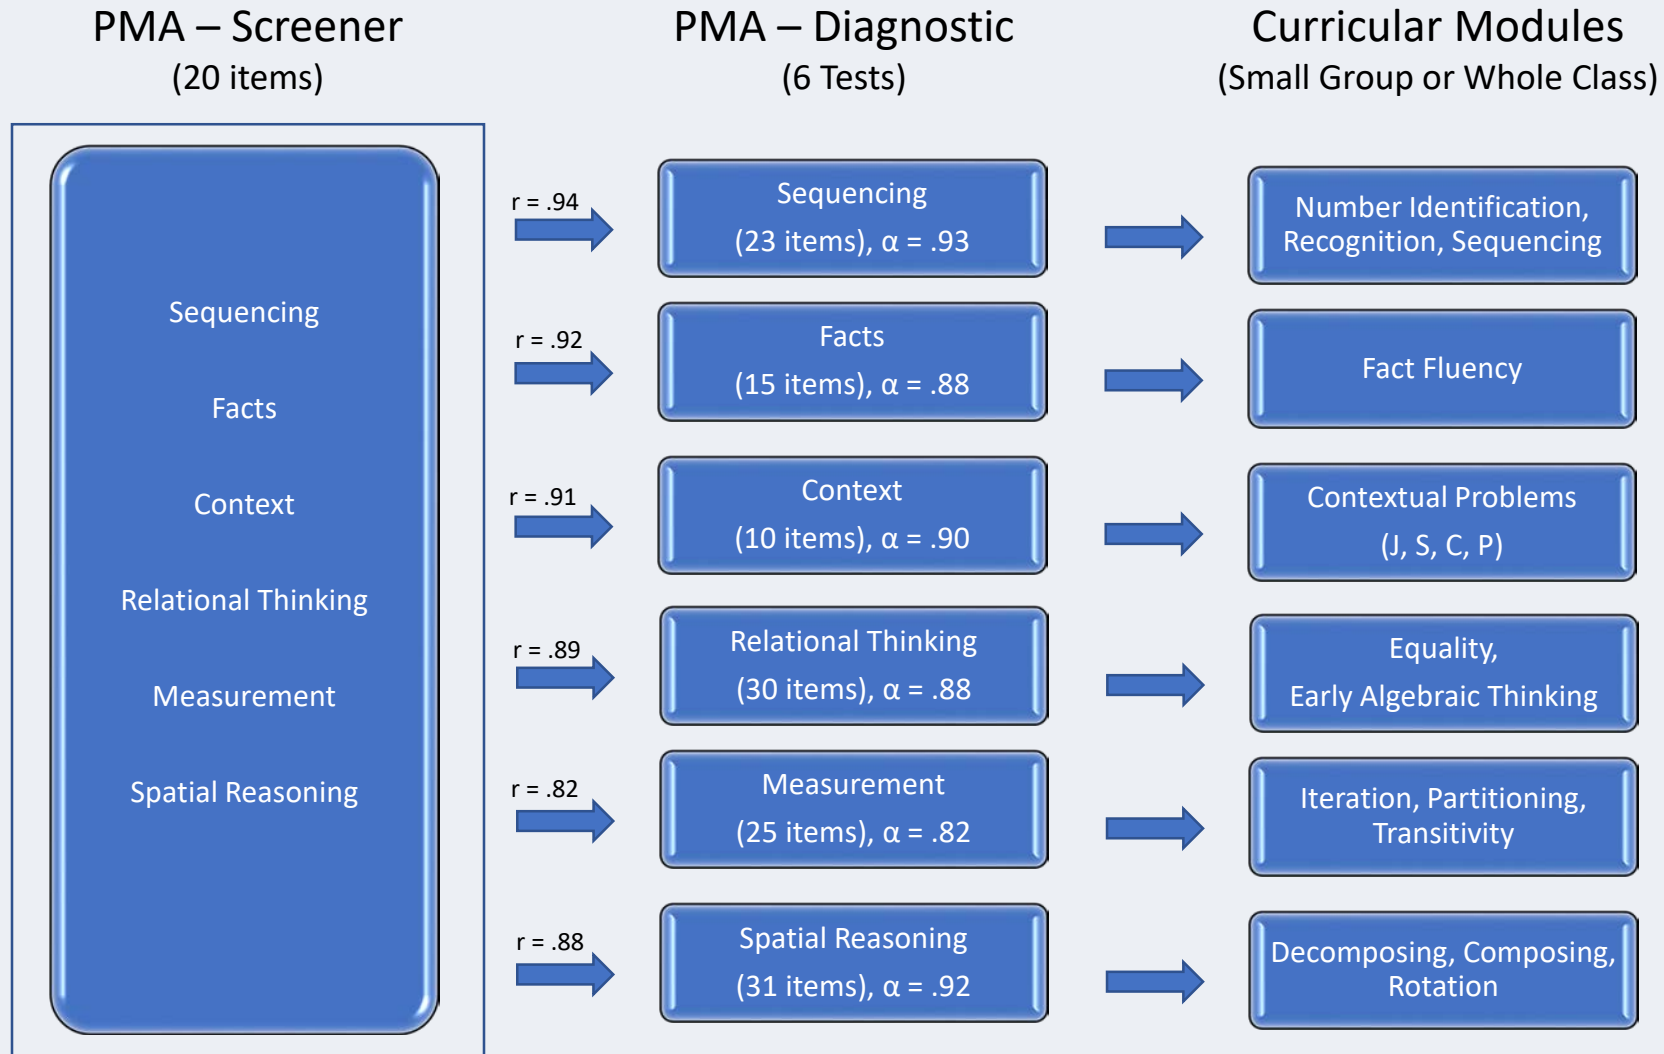 PMA – Screener
(20 items)
PMA – Diagnostic
(6 Tests)
Curricular Modules
(Small Group or Whole Class)
Sequencing
Facts
Context
Relational Thinking
Measurement
Spatial Reasoning
r = .94
Sequencing
(23 items), α = .93
Number Identification,
Recognition, Sequencing
r = .92
Facts
(15 items), α = .88
Fact Fluency
r = .91
Context
(10 items), α = .90
Contextual Problems
(J, S, C, P)
r = .89
Relational Thinking
(30 items), α = .88
Equality,
Early Algebraic Thinking
r = .82
Measurement
(25 items), α = .82
Iteration, Partitioning,
Transitivity
r = .88
Spatial Reasoning
(31 items), α = .92
Decomposing, Composing,
Rotation